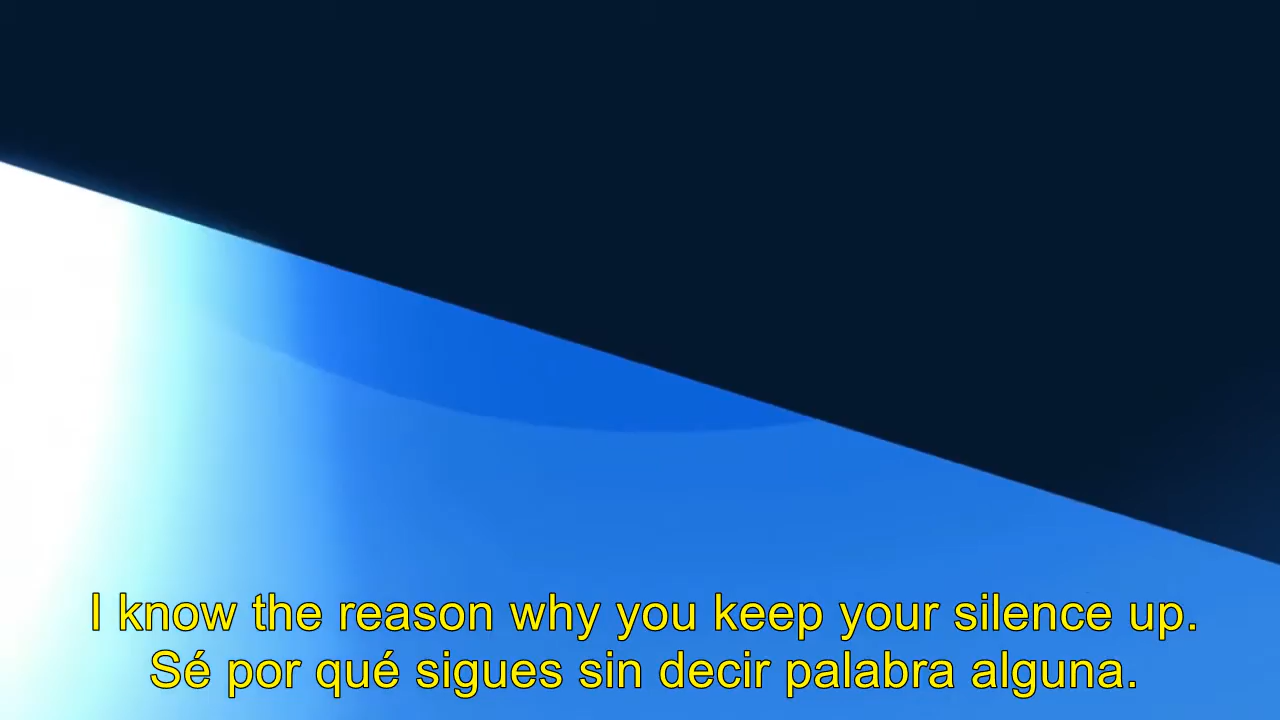 I know the reason why you keep your silence up.
Sé por qué sigues sin decir palabra alguna.